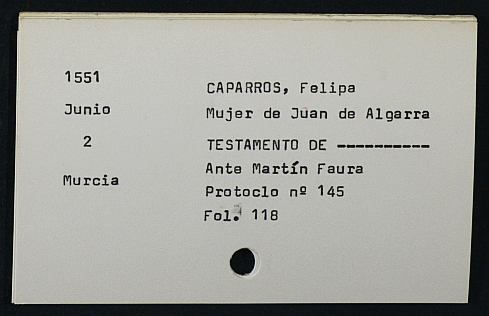 1551
Junio
2
Murcia
CAPARROS, Felipa
Mujer de Juan de Algarra
TESTAMENTO DE ----------
Ante Martín Faura
Protoclo nº 145
Fol. 118